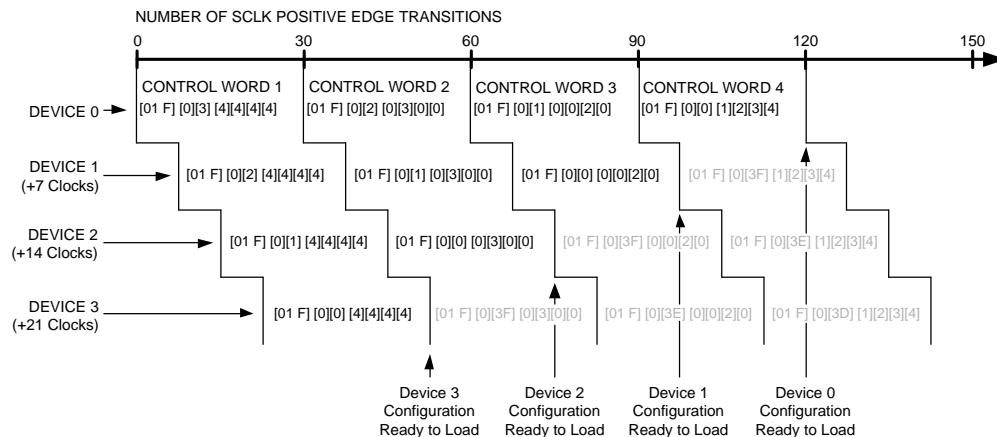 NUMBER OF SCLK POSITIVE EDGE TRANSITIONS
0 30 60 90 120 150
CONTROL WORD 1 CONTROL WORD 2 CONTROL WORD 3 CONTROL WORD 4
DEVICE 0 [01 F] [0][3] [4][4][4][4] [01 F] [0][2] [0][3][0][0] [01 F] [0][1] [0][0][2][0] [01 F] [0][0] [1][2][3][4]
DEVICE 1
(+7 Clocks)
[01 F] [0][2] [4][4][4][4] [01 F] [0][1] [0][3][0][0] [01 F] [0][0] [0][0][2][0] [01 F] [0][3F] [1][2][3][4]
DEVICE 2
(+14 Clocks)
[01 F] [0][1] [4][4][4][4] [01 F] [0][0] [0][3][0][0] [01 F] [0][3F] [0][0][2][0] [01 F] [0][3E] [1][2][3][4]
DEVICE 3
(+21 Clocks)
[01 F] [0][0] [4][4][4][4] [01 F] [0][3F] [0][3][0][0] [01 F] [0][3E] [0][0][2][0] [01 F] [0][3D] [1][2][3][4]
Device 3 Device 2 Device 1 Device 0
Configuration Configuration Configuration Configuration
Ready to Load Ready to Load Ready to Load Ready to Load